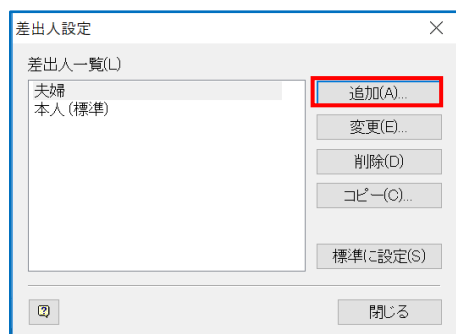 差出人設定
差出人一覧(L)
夫婦
本人(標準)
追加(A)...
変更(E)...
削除(D)
コピー(C)...
標準に設定(S)
閉じる